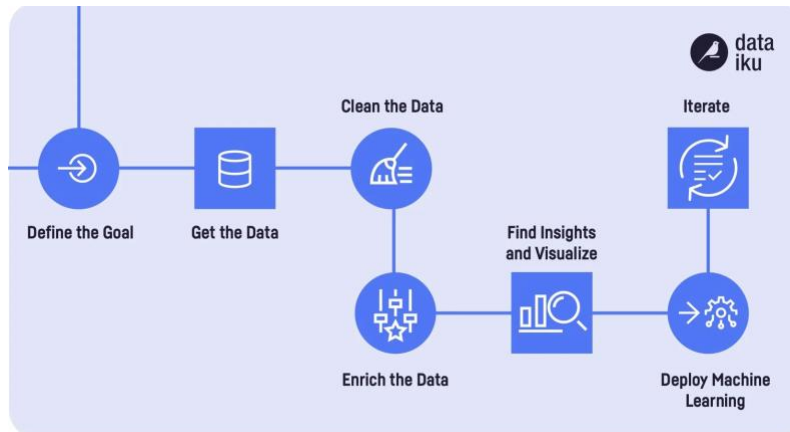 data
iku
Clean the Data
Iterate
Define the Goal
Get the Data
Find Insights
and Visualize
Enrich the Data
Deploy Machine
Learning